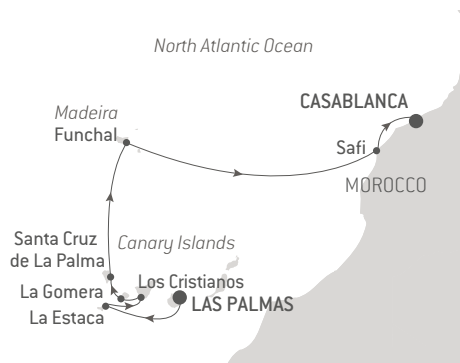 North Atlantic Ocean
CASABLANCA
Madeira
Funchal
Safi
MOROCCO
Santa Cruz
de La Palma
Canary Islands
Los Cristianos
La Gomera
LAS PALMAS
La Estaca